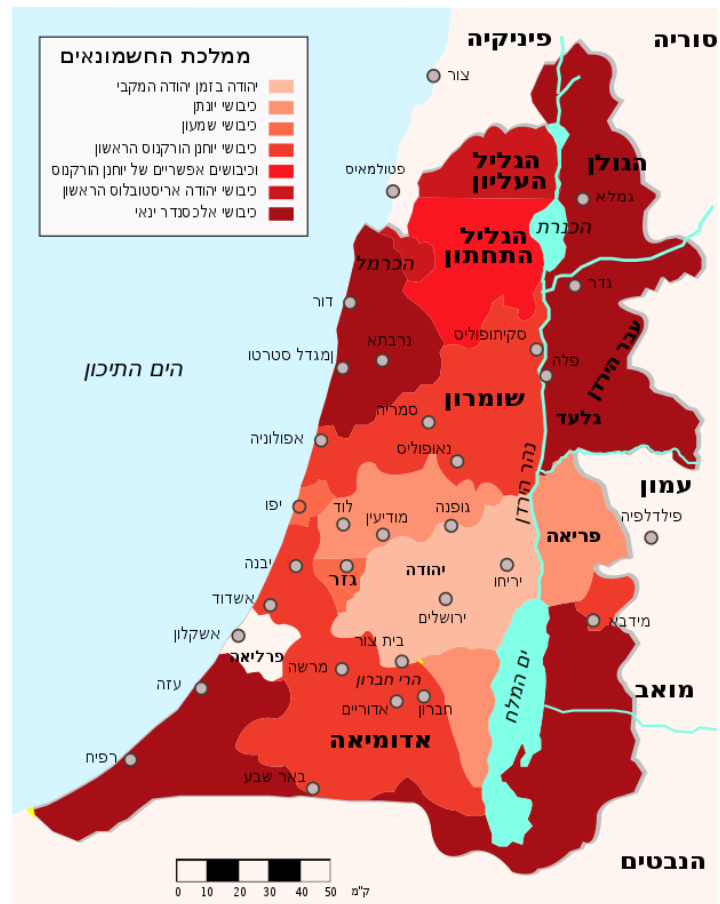 ממלכת החשמונאים
יהודה בזמן יהודה המקבי
כיבושי יונתן
כיבושי שמעון
כיבושי יוחנן הורקנוס הראשון
וכיבושים אפשריים של יוחנן הורקנוס
כיבושי יהודה אריסטובלוס הראשון
כיבושי אלכסנדר ינאי
סוריה
פיניקיה
צור
פטולמאיס
הגליל
העליון
הגולן
גמלא
הכנרת
הגליל
התחתון
הכרמל
גדר
דור
סקיתופוליס
נרבתא
ןמגדל סטרטו
פלה
עבר הירדן
הים התיכון
שומרון
סמריה
גלעד
אפולוניה
נאופוליס
נהר הירדן
עמון
פילדלפיה
יפו
לוד
מודיעין
גופנה
פריאה
יבנה
גזר
יהודה
יריחו
אשדוד
ירושלים
מידבא
אשקלון
פרליאה
בית צור
מרשה
הרי חברון
ים המלח
עזה
אדוריים
חברון
מואב
אדומיאה
רפיח
באר שבע
הנבטים
0 10 20 30 40 50 ק"מ